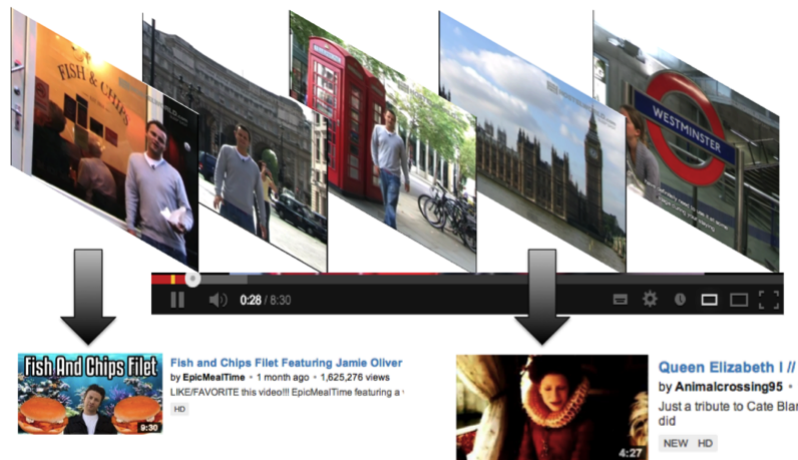 FISH & CHIPS
WESTMINSTER
0:28 / 8:30
Fish And Chips Filet
9:30
Fish and Chips Filet Featuring Jamie Oliver
by EpicMealTime • 1 month ago • 1,625,276 views
LIKE/FAVORITE this video!!! EpicMealTime featuring a
HD
4:27
Queen Elizabeth I //
by Animalcrossing95 •
Just a tribute to Cate Blan
did
NEW HD